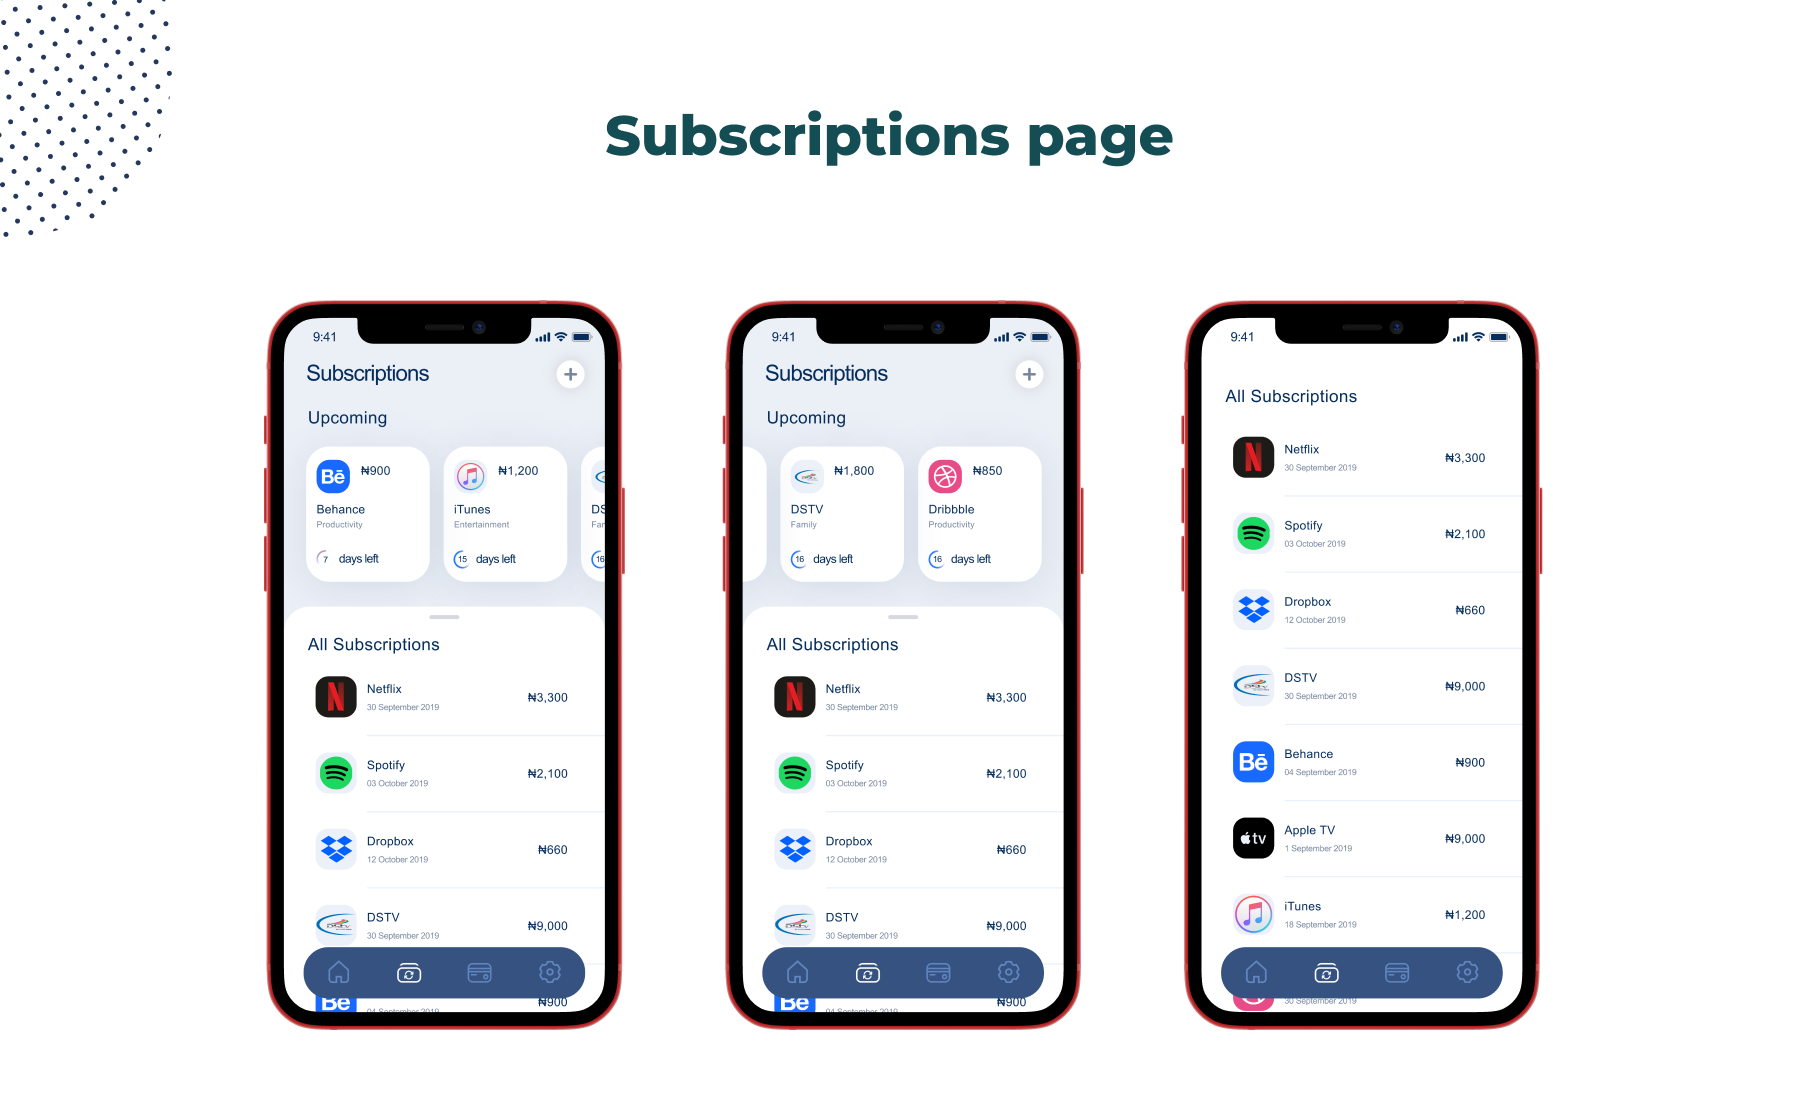 Subscriptions page
9:41
Subscriptions
Upcoming
Bē
₦900
Behance
Productivity
7 days left
₦1,200
iTunes
Entertainment
15 days left
DS
Far
16
All Subscriptions
Netflix
30 September 2019
₦3,300
Spotify
03 October 2019
₦2,100
Dropbox
12 October 2019
₦660
DSTV
30 September 2019
₦9,000
Bē
04 September 2019
₦900
9:41
Subscriptions
Upcoming
₦1,800
DSTV
Family
16 days left
₦850
Dribbble
Productivity
16 days left
All Subscriptions
Netflix
30 September 2019
₦3,300
Spotify
03 October 2019
₦2,100
Dropbox
12 October 2019
₦660
DSTV
30 September 2019
₦9,000
Bē
04 September 2019
₦900
9:41
All Subscriptions
N
Netflix
30 September 2019
₦3,300
Spotify
03 October 2019
₦2,100
Dropbox
12 October 2019
₦660
DSTV
30 September 2019
₦9,000
Bē
Behance
04 September 2019
₦900
tv
Apple TV
1 September 2019
₦9,000
iTunes
18 September 2019
₦1,200
30 September 2019